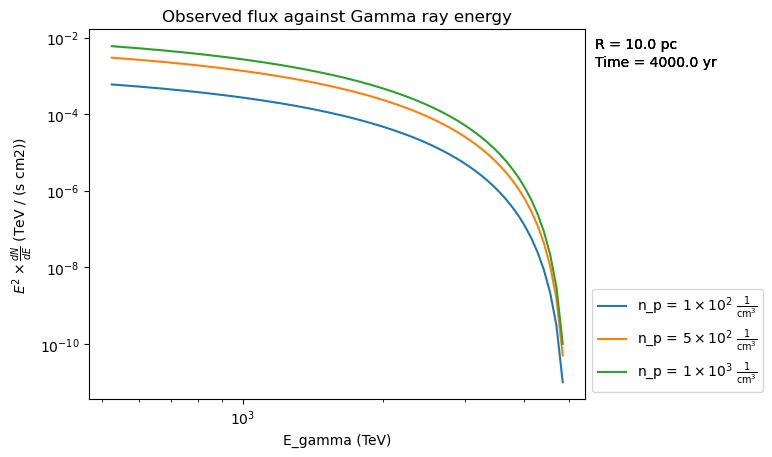 Observed flux against Gamma ray energy
R = 10.0 pc
Time = 4000.0 yr
10⁻²
10⁻⁴
10⁻⁶
10⁻⁸
10⁻¹⁰
E² × dN/dE (TeV / (s cm2))
n_p = 1 × 10² 1/cm³
n_p = 5 × 10² 1/cm³
n_p = 1 × 10³ 1/cm³
10³
E_gamma (TeV)